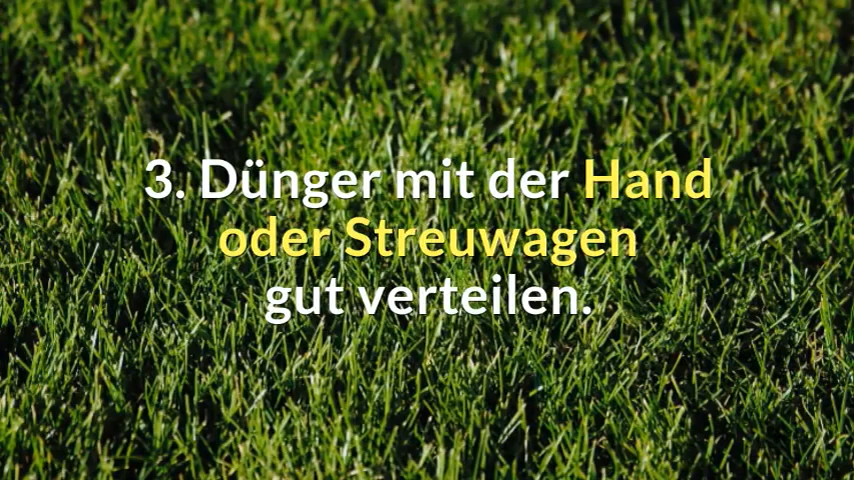 3. Dünger mit der Hand
oder Streuwagen
gut verteilen.